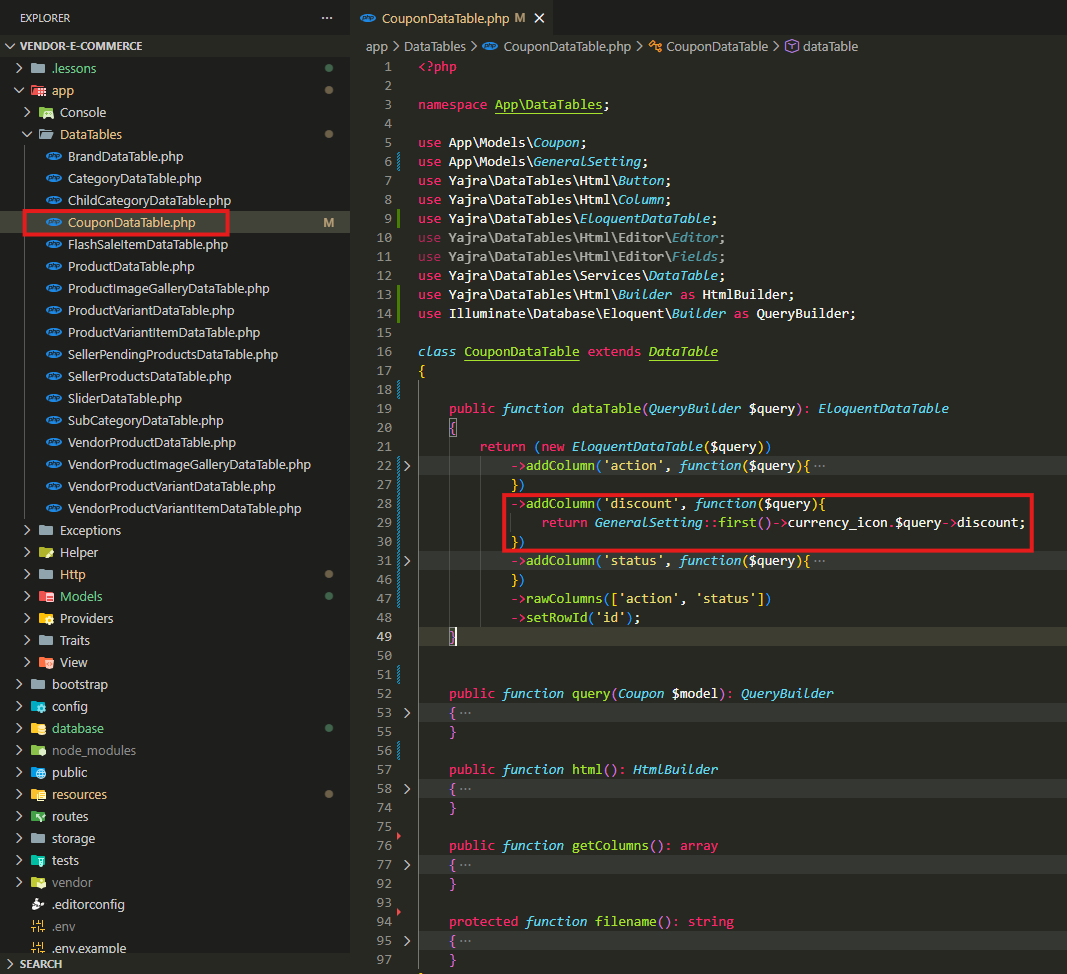 EXPLORER
VENDOR-E-COMMERCE
.lessons
app
Console
DataTables
BrandDataTable.php
CategoryDataTable.php
ChildCategoryDataTable.php
CouponDataTable.php M
FlashSaleItemDataTable.php
ProductDataTable.php
ProductImageGalleryDataTable.php
ProductVariantDataTable.php
ProductVariantItemDataTable.php
SellerPendingProductsDataTable.php
SellerProductsDataTable.php
SliderDataTable.php
SubCategoryDataTable.php
VendorProductDataTable.php
VendorProductImageGalleryDataTable.php
VendorProductVariantDataTable.php
VendorProductVariantItemDataTable.php
Exceptions
Helper
Http
Models
Providers
Traits
View
bootstrap
config
database
node_modules
public
resources
routes
storage
tests
vendor
.editorconfig
.env
.env.example
SEARCH
CouponDataTable.php M
app > DataTables > CouponDataTable.php > CouponDataTable > dataTable
1 <?php
2
3 namespace App\DataTables;
4
5 use App\Models\Coupon;
6 use App\Models\GeneralSetting;
7 use Yajra\DataTables\Html\Button;
8 use Yajra\DataTables\Html\Column;
9 use Yajra\DataTables\EloquentDataTable;
10 use Yajra\DataTables\Html\Editor\Editor;
11 use Yajra\DataTables\Html\Editor\Fields;
12 use Yajra\DataTables\Services\DataTable;
13 use Yajra\DataTables\Html\Builder as HtmlBuilder;
14 use Illuminate\Database\Eloquent\Builder as QueryBuilder;
15
16 class CouponDataTable extends DataTable
17 {
18
19 public function dataTable(QueryBuilder $query): EloquentDataTable
20 {
21 return (new EloquentDataTable($query))
22 ->addColumn('action', function($query){ ···
27 })
28 ->addColumn('discount', function($query){
29 return GeneralSetting::first()->currency_icon.$query->discount;
30 })
31 ->addColumn('status', function($query){ ···
46 })
47 ->rawColumns(['action', 'status'])
48 ->setRowId('id');
49 }
50
51
52 public function query(Coupon $model): QueryBuilder
53 { ···
55 }
56
57 public function html(): HtmlBuilder
58 { ···
74 }
75
76 public function getColumns(): array
77 { ···
92 }
93
94 protected function filename(): string
95 { ···
97 }